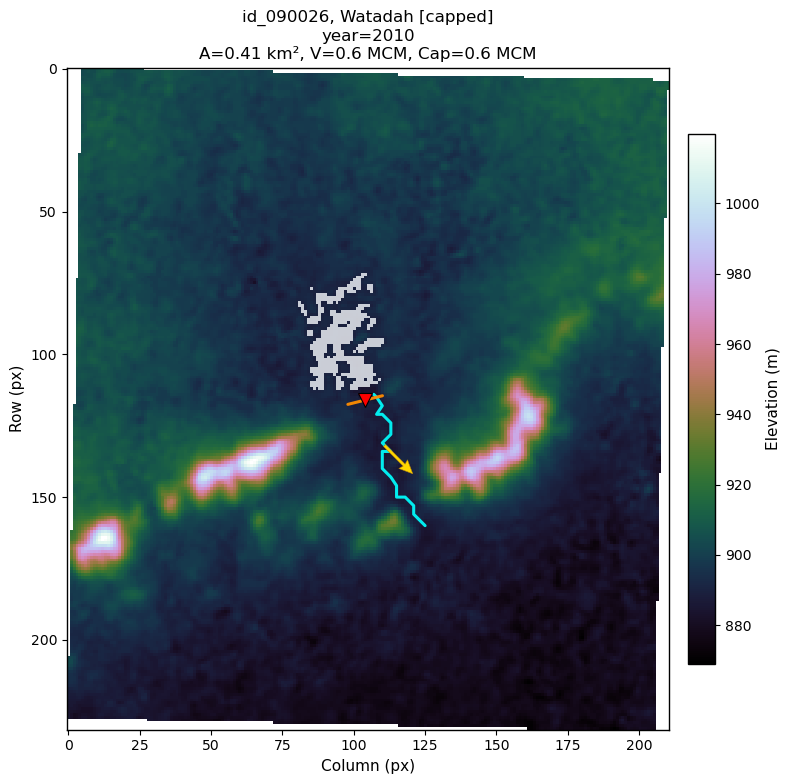 id_090026, Watadah [capped]
year=2010
A=0.41 km², V=0.6 MCM, Cap=0.6 MCM
0
50
100
150
200
Row (px)
0 25 50 75 100 125 150 175 200
Column (px)
1000
980
960
940
920
900
880
Elevation (m)